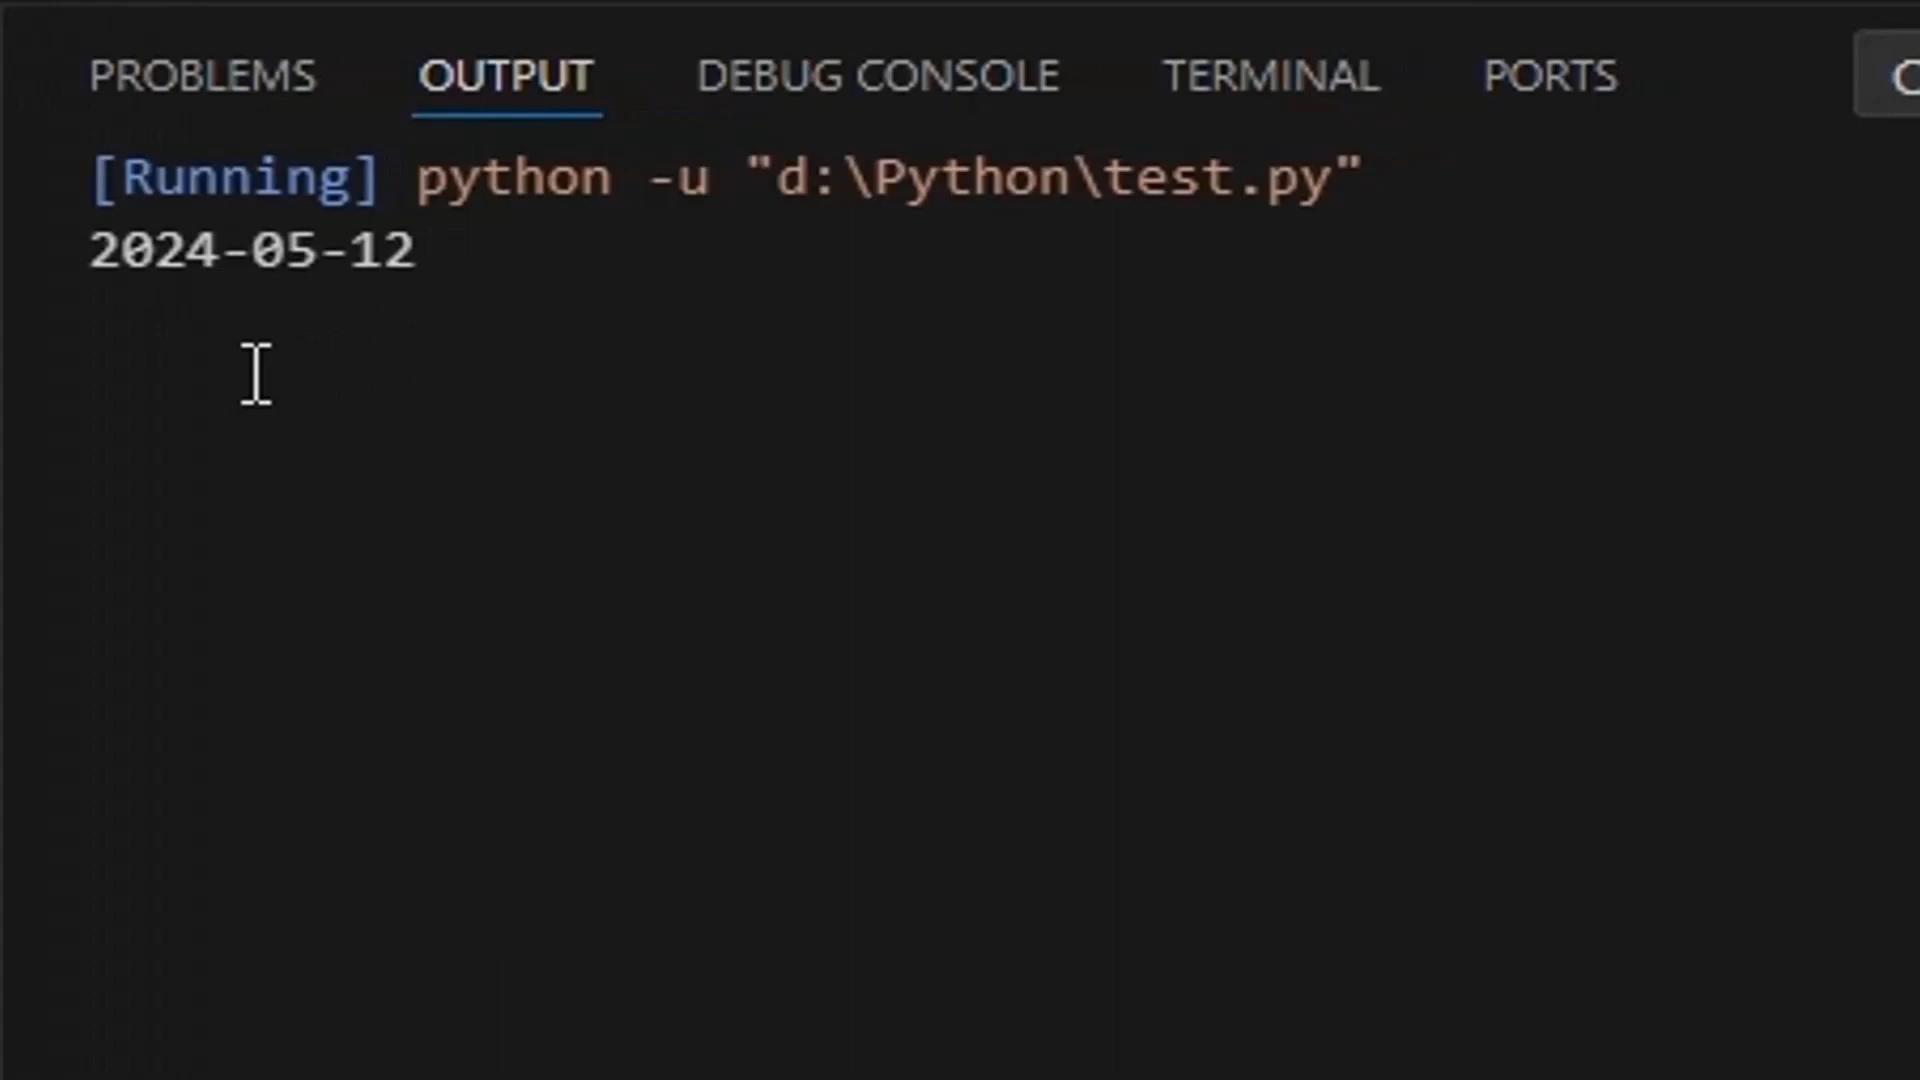 PROBLEMS OUTPUT DEBUG CONSOLE TERMINAL PORTS
[Running] python -u "d:\Python\test.py"
2024-05-12